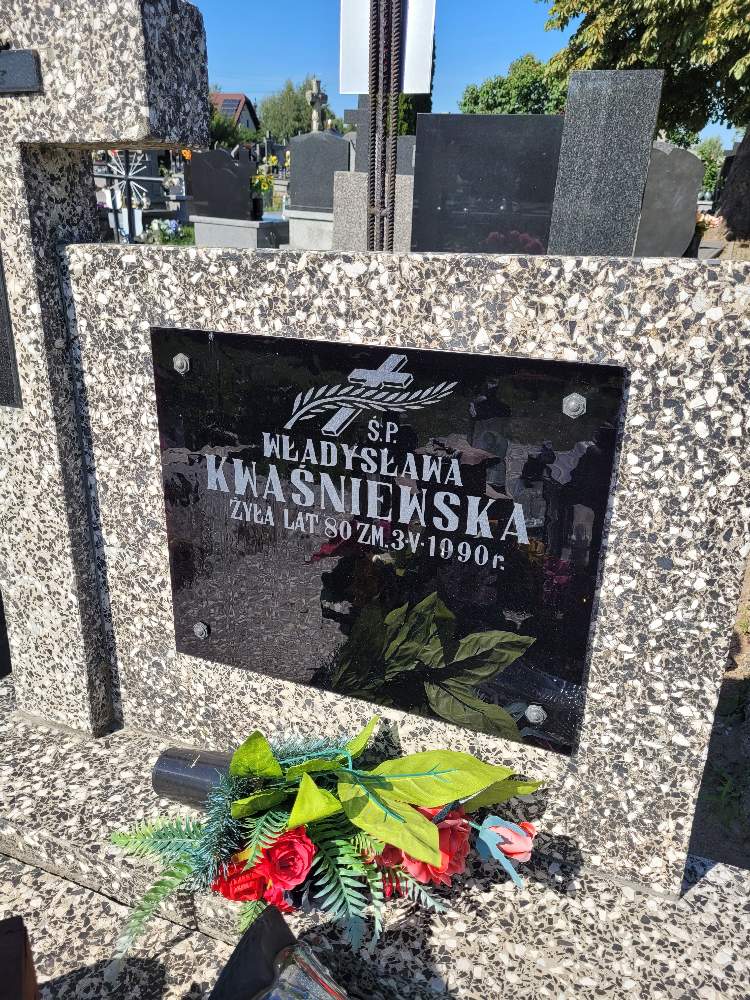 Ś.P.
WŁADYSŁAWA
KWAŚNIEWSKA
ŻYŁA LAT 80 ZM. 3·V·1990 r.